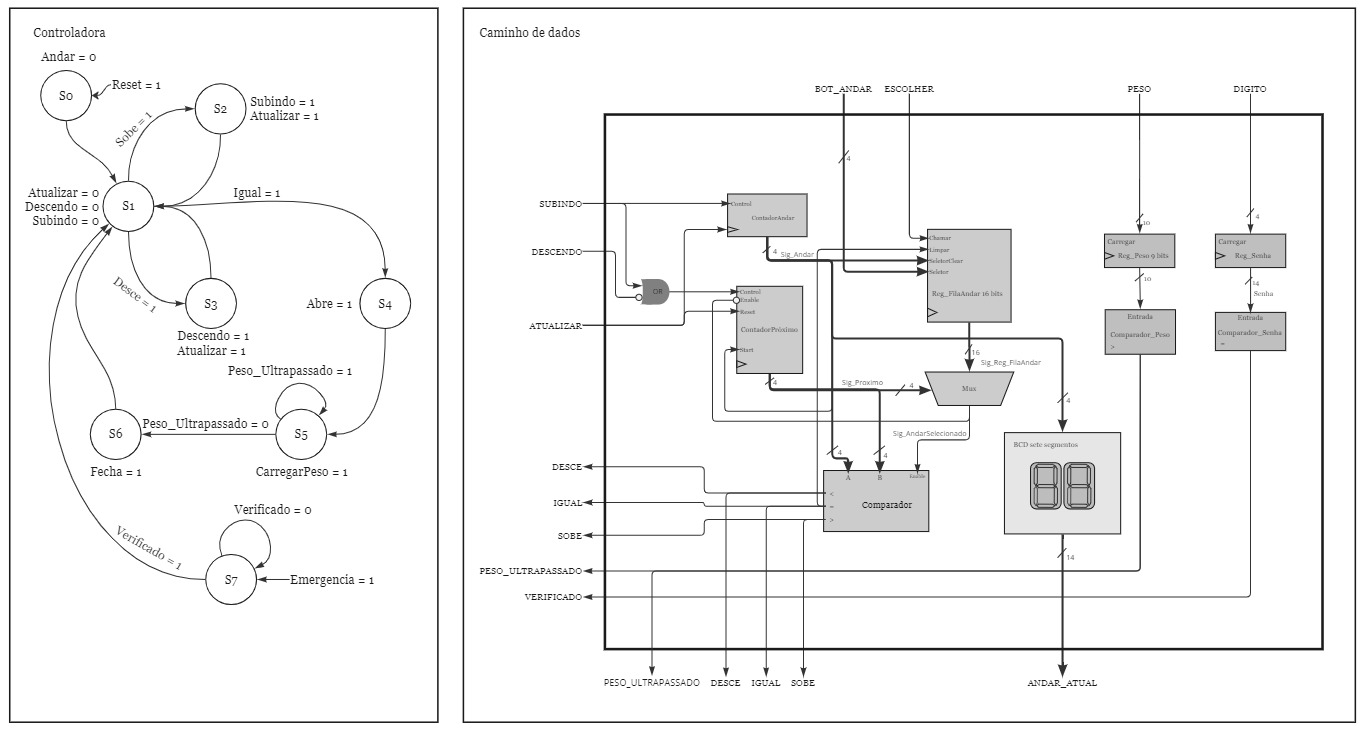 Controladora
Andar = 0
S0
Reset = 1
S2
Subindo = 1
Atualizar = 1
Sobe = 1
Atualizar = 0
Descendo = 0
Subindo = 0
S1
Igual = 1
Desce = 1
S3
Descendo = 1
Atualizar = 1
Abre = 1
S4
Peso_Ultrapassado = 1
S6
Peso_Ultrapassado = 0
S5
Fecha = 1
CarregarPeso = 1
Verificado = 0
Verificado = 1
S7
Emergencia = 1
Caminho de dados
BOT_ANDAR
ESCOLHER
PESO
DIGITO
4
10
4
SUBINDO
DESCENDO
ATUALIZAR
Control
ContadorAndar
4
Sig_Andar
OR
Control
Enable
Reset
ContadorPróximo
Start
4
Sig_Proximo
4
Chamar
Limpar
SeletorClear
Seletor
Reg_FilaAndar 16 bits
16
Sig_Reg_FilaAndar
Mux
Sig_AndarSelecionado
Carregar
Reg_Peso 9 bits
10
Entrada
Comparador_Peso
>
Carregar
Reg_Senha
14
Senha
Entrada
Comparador_Senha
=
4
BCD sete segmentos
14
4
4
A
B
Enable
<
=
>
Comparador
DESCE
IGUAL
SOBE
PESO_ULTRAPASSADO
VERIFICADO
PESO_ULTRAPASSADO
DESCE
IGUAL
SOBE
ANDAR_ATUAL